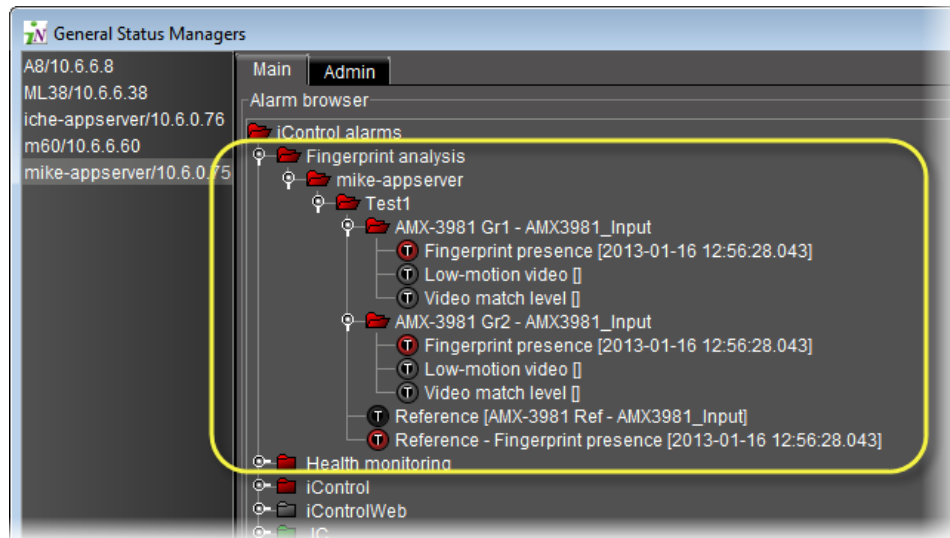 iN General Status Managers
A8/10.6.6.8
ML38/10.6.6.38
iche-appserver/10.6.0.76
m60/10.6.6.60
mike-appserver/10.6.0.75
Main Admin
Alarm browser
iControl alarms
Fingerprint analysis
mike-appserver
Test1
AMX-3981 Gr1 - AMX3981_Input
T Fingerprint presence [2013-01-16 12:56:28.043]
T Low-motion video []
T Video match level []
AMX-3981 Gr2 - AMX3981_Input
T Fingerprint presence [2013-01-16 12:56:28.043]
T Low-motion video []
T Video match level []
T Reference [AMX-3981 Ref - AMX3981_Input]
T Reference - Fingerprint presence [2013-01-16 12:56:28.043]
Health monitoring
iControl
iControlWeb